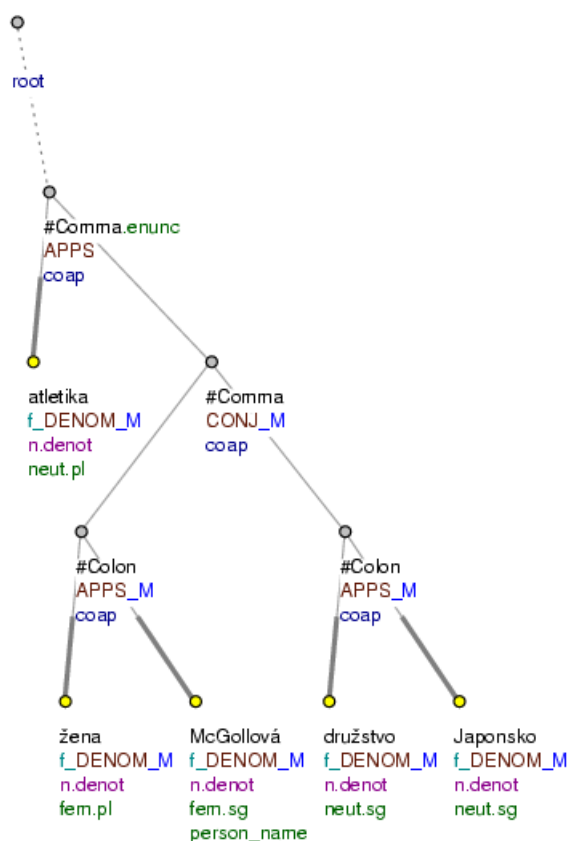 root
#Comma.enunc
APPS
coap
atletika
f_DENOM_M
n.denot
neut.pl
#Comma
CONJ_M
coap
#Colon
APPS_M
coap
#Colon
APPS_M
coap
žena
f_DENOM_M
n.denot
fem.pl
McGollová
f_DENOM_M
n.denot
fem.sg
person_name
družstvo
f_DENOM_M
n.denot
neut.sg
Japonsko
f_DENOM_M
n.denot
neut.sg